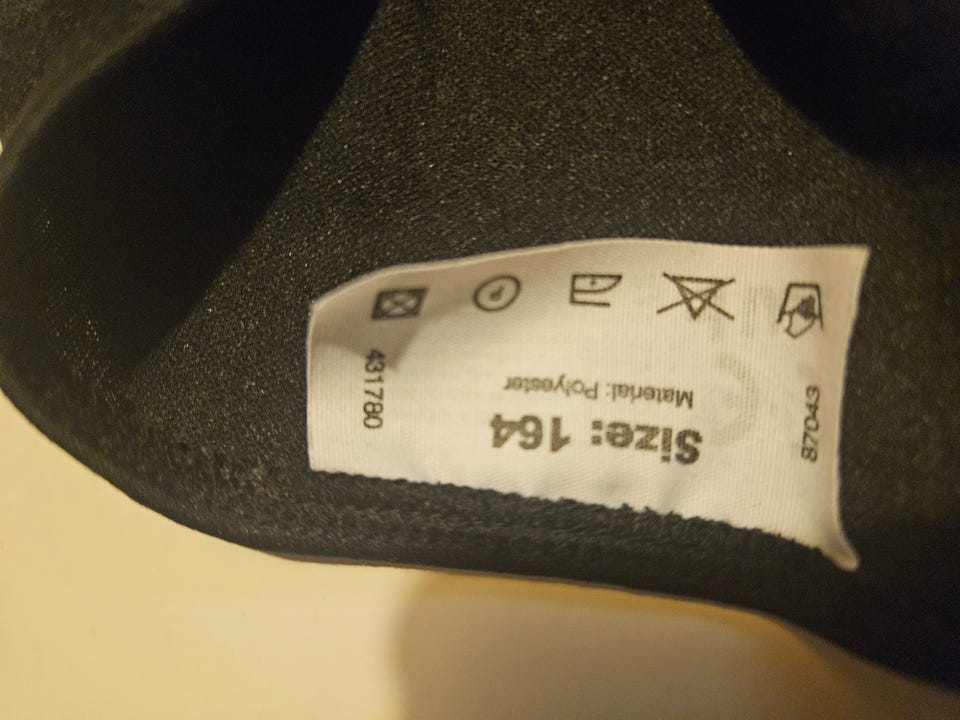 Size: 164
Material: Polyester
87043
431780
P